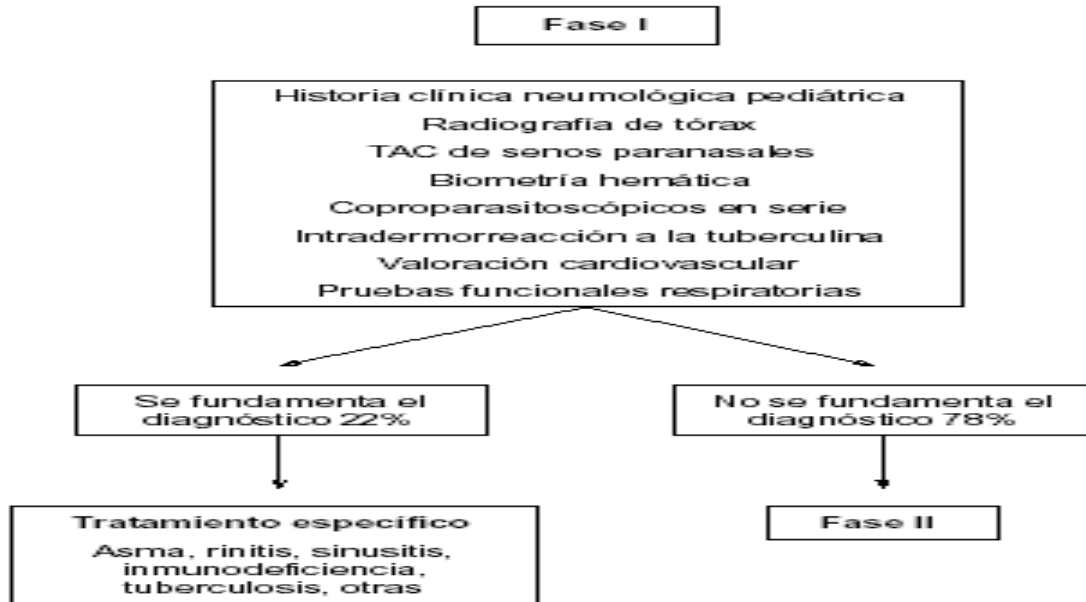 Fase I
Historia clínica neumológica pediátrica
Radiografía de tórax
TAC de senos paranasales
Biometría hemática
Coproparasitoscópicos en serie
Intradermorreacción a la tuberculina
Valoración cardiovascular
Pruebas funcionales respiratorias
Se fundamenta el
diagnóstico 22%
No se fundamenta el
diagnóstico 78%
Tratamiento específico
Asma, rinitis, sinusitis,
inmunodeficiencia,
tuberculosis, otras
Fase II